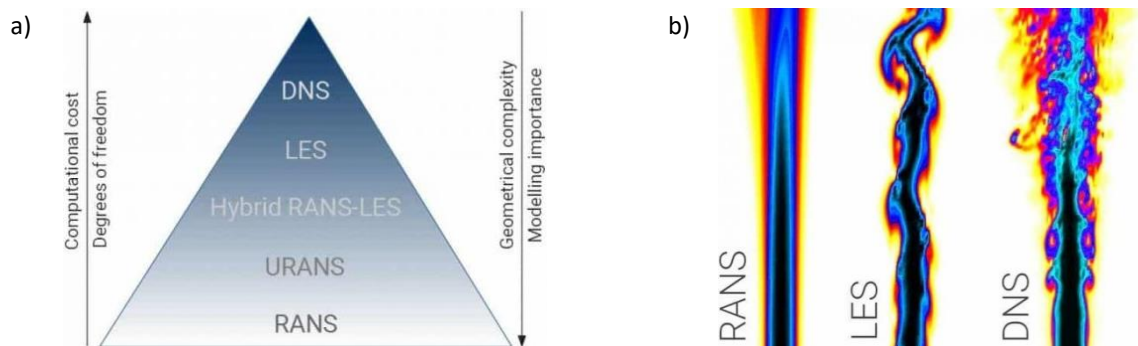 a)
Computational cost
Degrees of freedom
DNS
LES
Hybrid RANS-LES
URANS
RANS
Geometrical complexity
Modelling importance
b)
RANS
LES
DNS